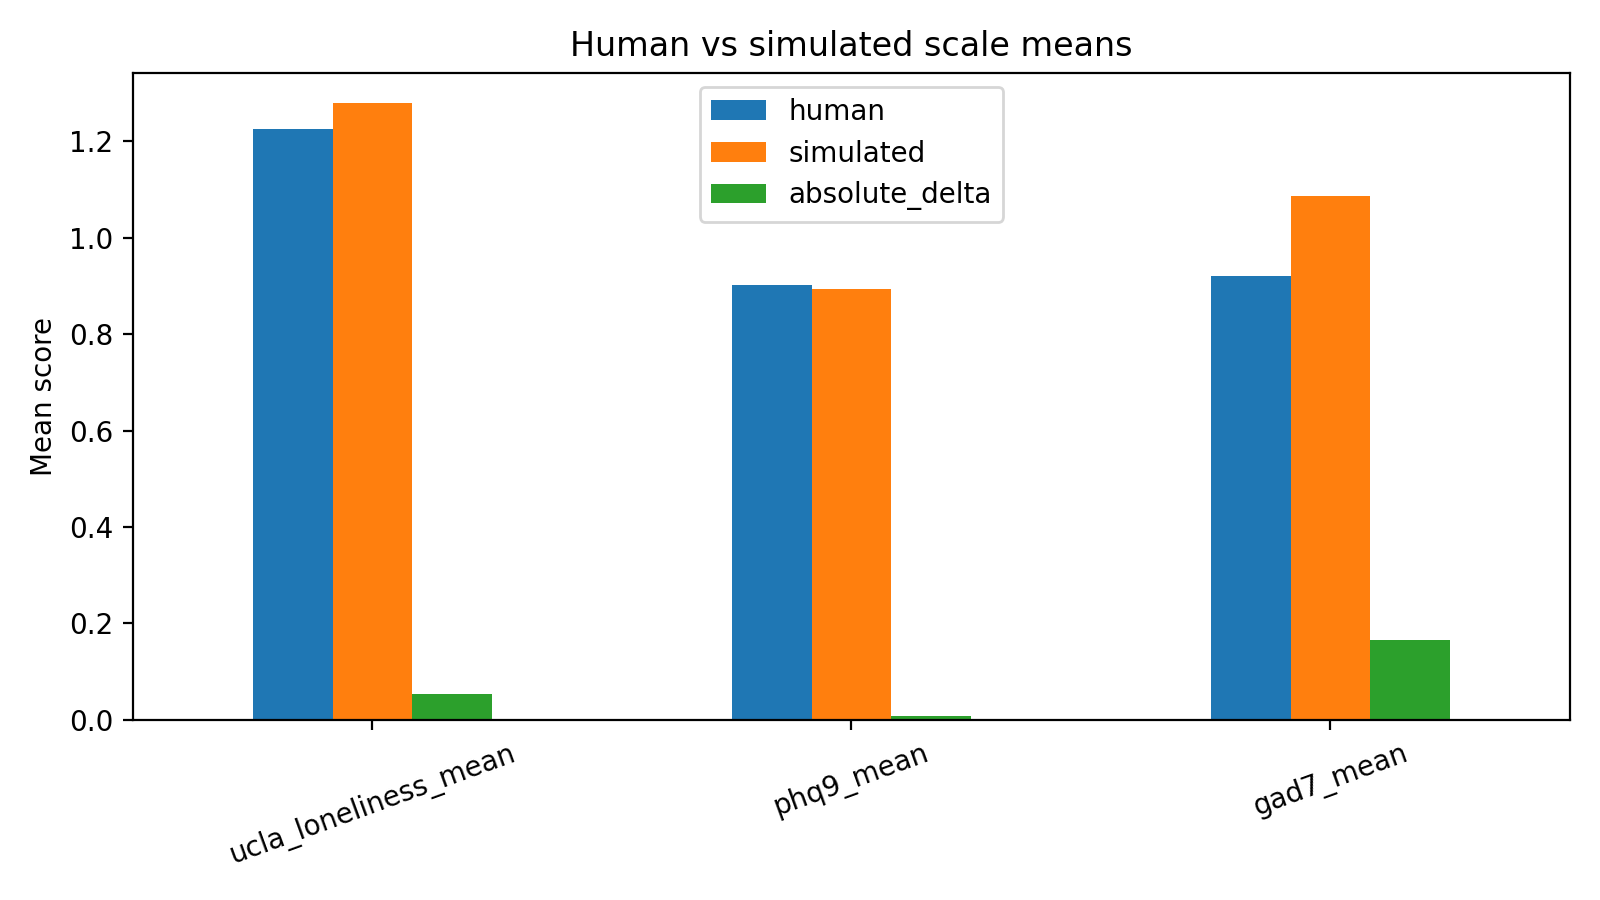 Human vs simulated scale means
human
simulated
absolute_delta
Mean score
1.2
1.0
0.8
0.6
0.4
0.2
0.0
ucla_loneliness_mean
phq9_mean
gad7_mean